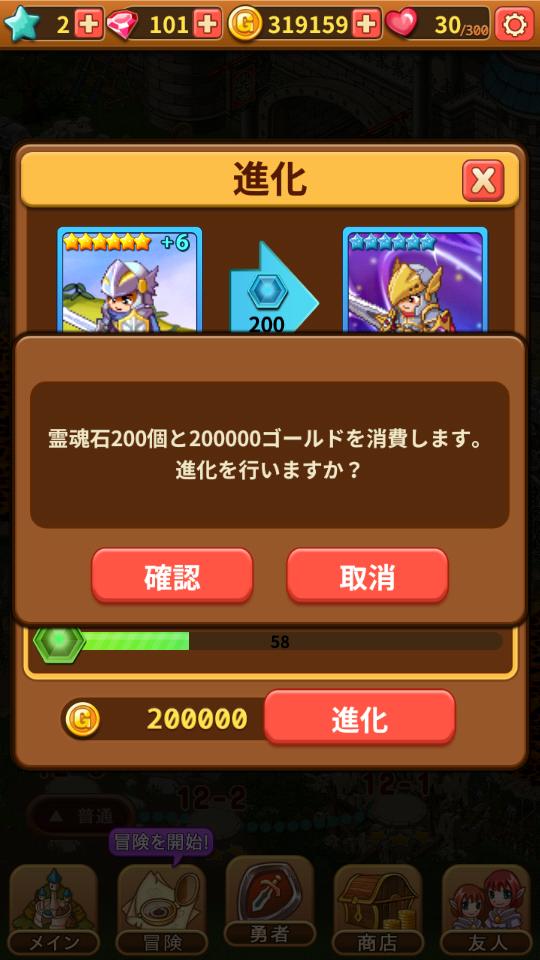 2
101
319159
30/300
進化
+6
200
霊魂石200個と200000ゴールドを消費します。
進化を行いますか？
確認
取消
58
200000
進化
12-2
12-1
▲ 普通
冒険を開始!
メイン
冒険
勇者
商店
友人